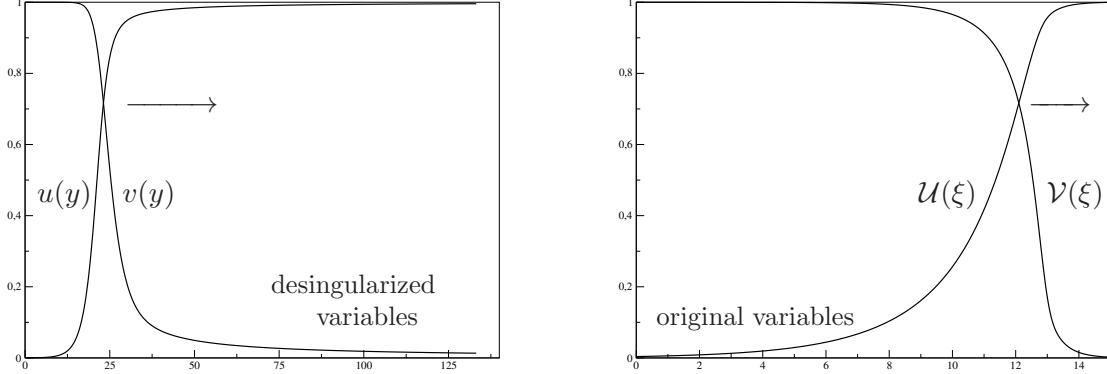 1
0,8
0,6
0,4
0,2
0
0 25 50 75 100 125
u(y) v(y)
desingularized
variables
1
0,8
0,6
0,4
0,2
0
0 2 4 6 8 10 12 14
𝒰(ξ) 𝒱(ξ)
original variables